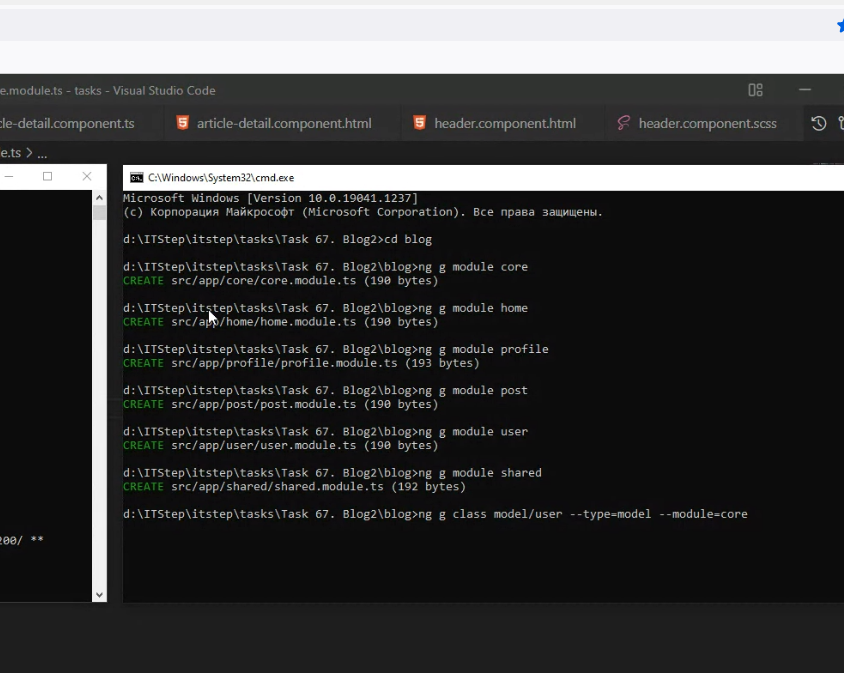 e.module.ts - tasks - Visual Studio Code
cle-detail.component.ts article-detail.component.html header.component.html header.component.scss
e.ts > ...
C:\Windows\System32\cmd.exe
Microsoft Windows [Version 10.0.19041.1237]
(c) Корпорация Майкрософт (Microsoft Corporation). Все права защищены.
d:\ITStep\itstep\tasks\Task 67. Blog2>cd blog
d:\ITStep\itstep\tasks\Task 67. Blog2\blog>ng g module core
CREATE src/app/core/core.module.ts (190 bytes)
d:\ITStep\itstep\tasks\Task 67. Blog2\blog>ng g module home
CREATE src/app/home/home.module.ts (190 bytes)
d:\ITStep\itstep\tasks\Task 67. Blog2\blog>ng g module profile
CREATE src/app/profile/profile.module.ts (193 bytes)
d:\ITStep\itstep\tasks\Task 67. Blog2\blog>ng g module post
CREATE src/app/post/post.module.ts (190 bytes)
d:\ITStep\itstep\tasks\Task 67. Blog2\blog>ng g module user
CREATE src/app/user/user.module.ts (190 bytes)
d:\ITStep\itstep\tasks\Task 67. Blog2\blog>ng g module shared
CREATE src/app/shared/shared.module.ts (192 bytes)
d:\ITStep\itstep\tasks\Task 67. Blog2\blog>ng g class model/user --type=model --module=core
200/ **